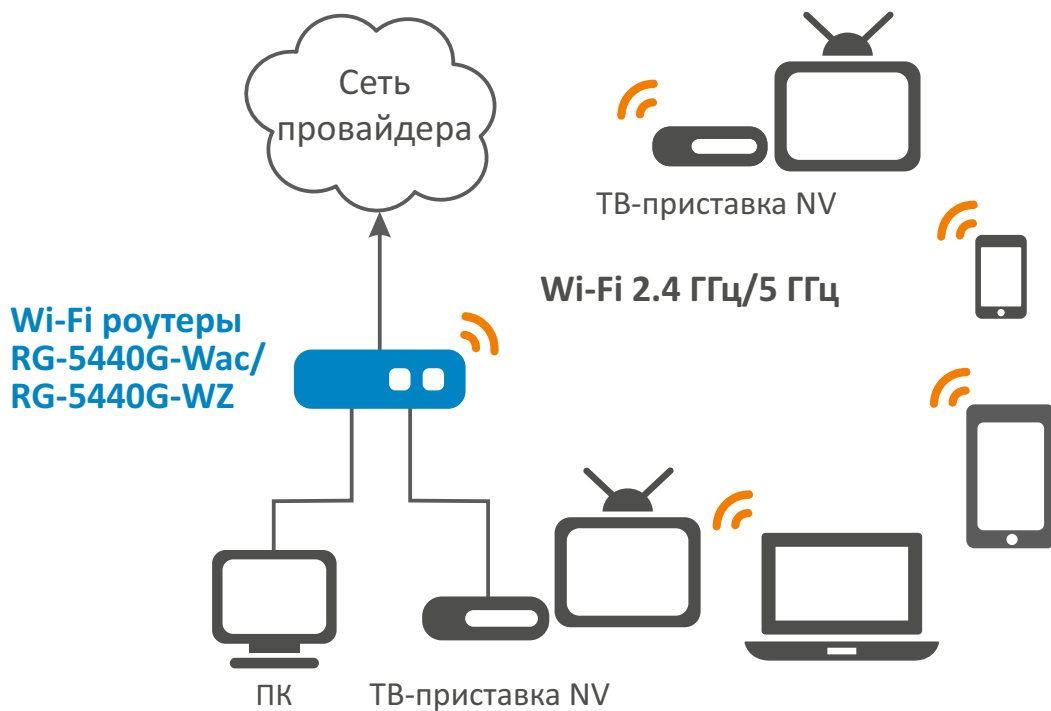 Сеть
провайдера
ТВ-приставка NV
Wi-Fi 2.4 ГГц/5 ГГц
Wi-Fi роутеры
RG-5440G-Wac/
RG-5440G-WZ
ПК
ТВ-приставка NV